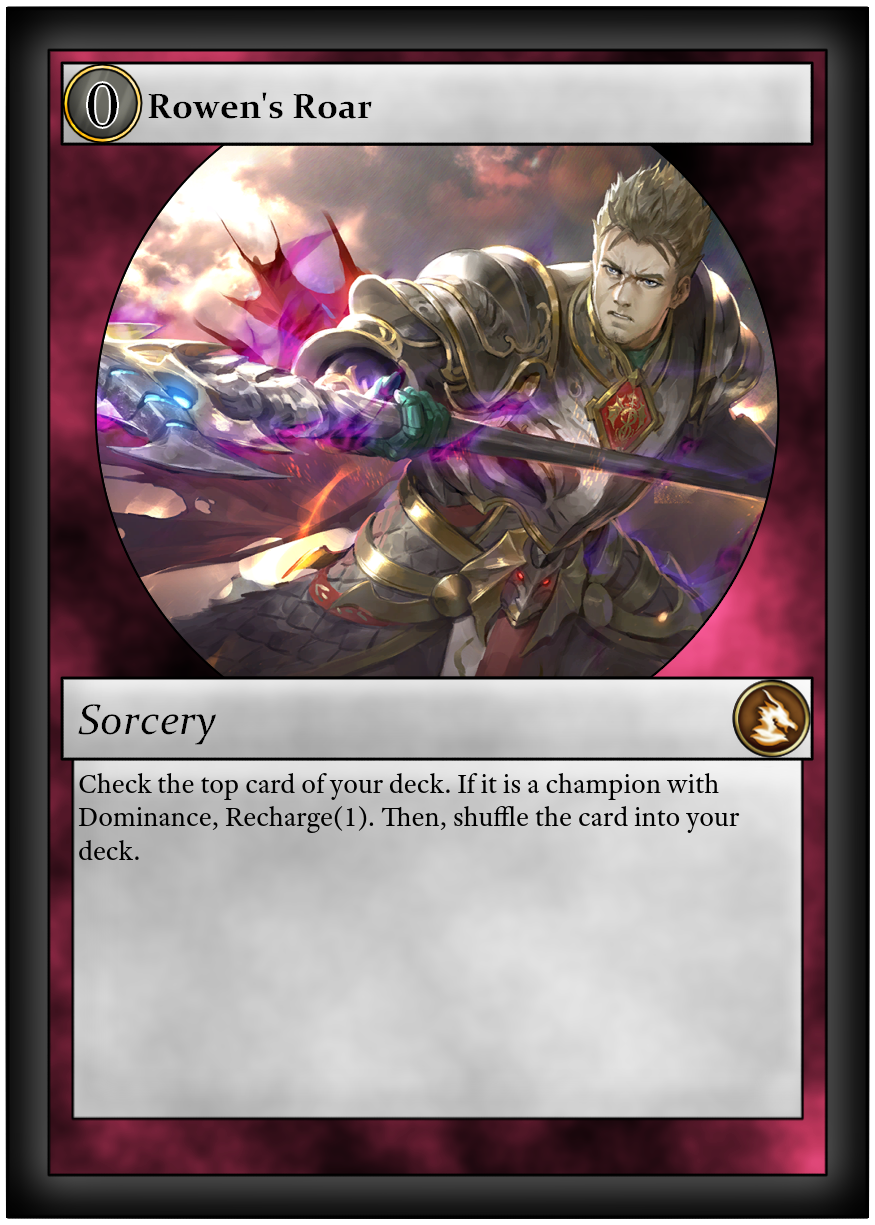 0 Rowen's Roar
Sorcery
Check the top card of your deck. If it is a champion with
Dominance, Recharge(1). Then, shuffle the card into your
deck.